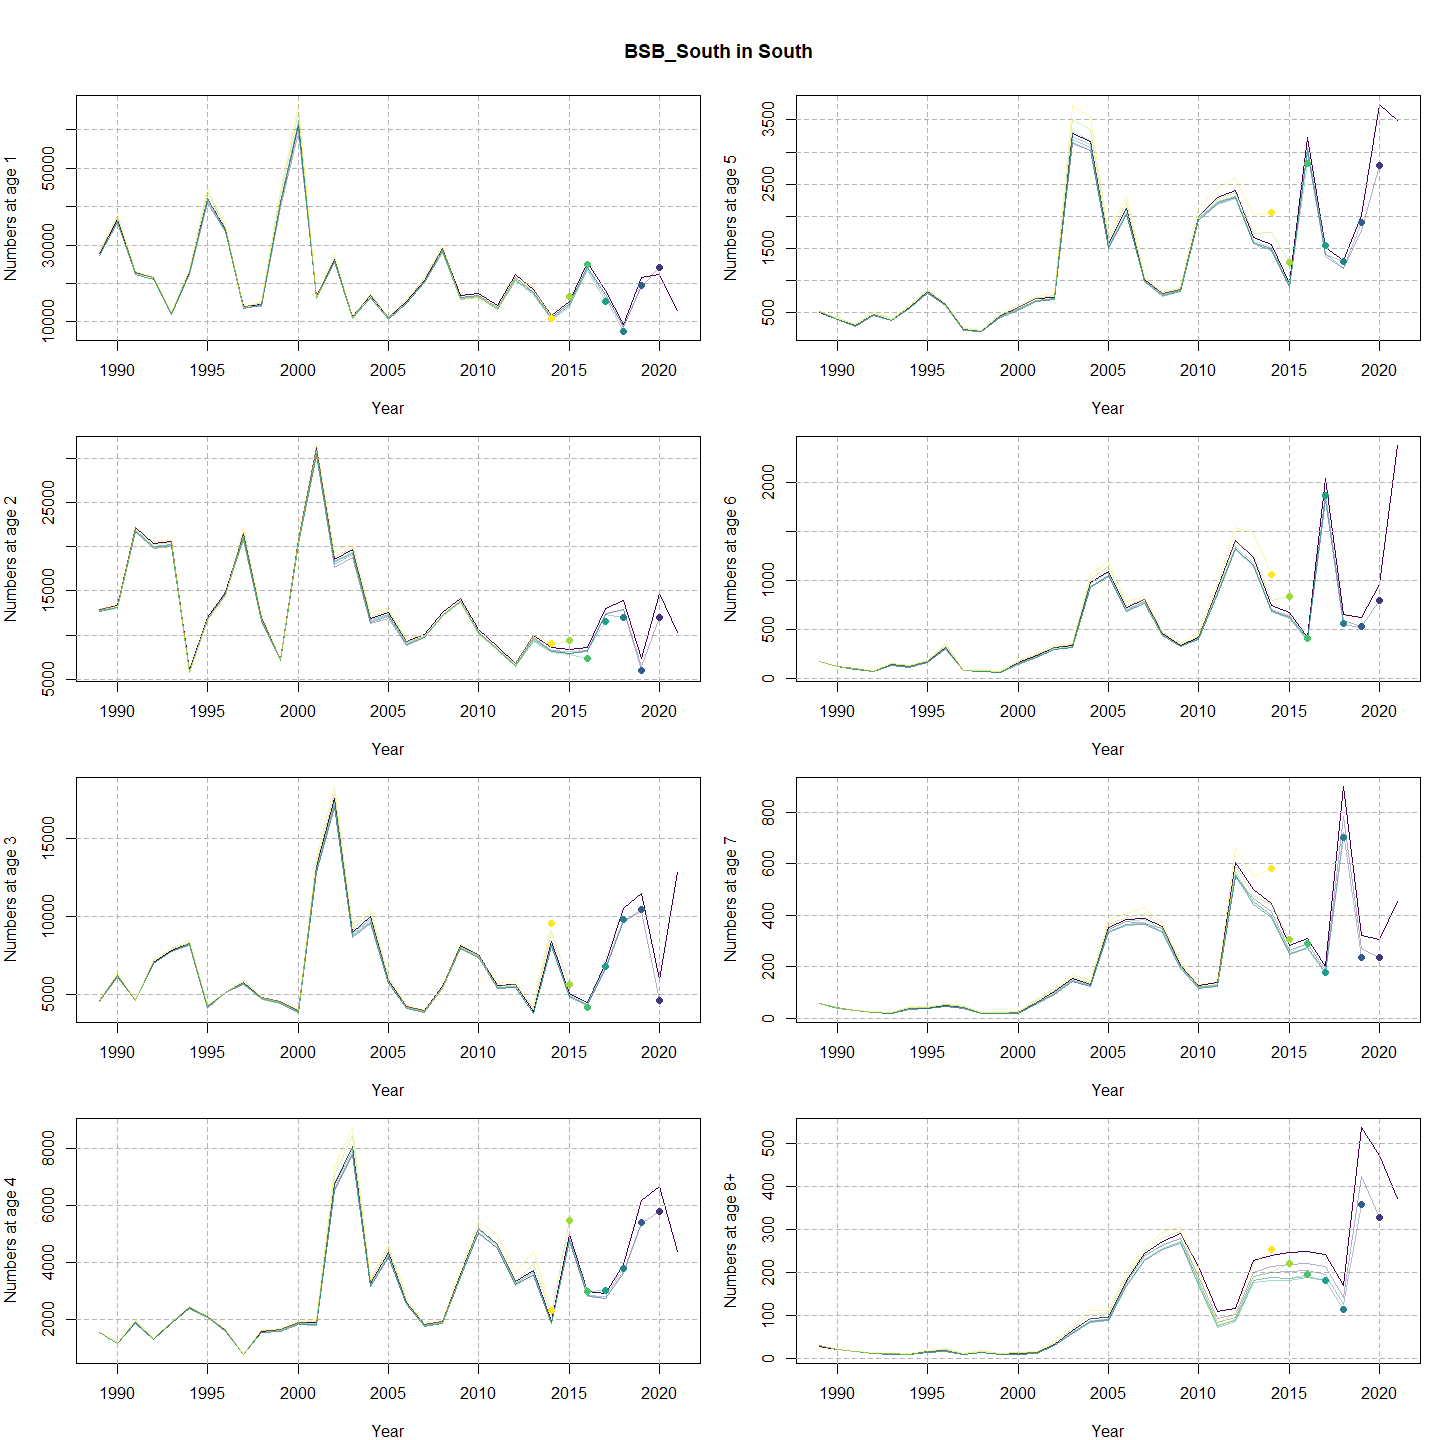 BSB_South in South
Numbers at age 1
10000 30000 50000
1990 1995 2000 2005 2010 2015 2020
Year
Numbers at age 5
500 1500 2500 3500
1990 1995 2000 2005 2010 2015 2020
Year
Numbers at age 2
5000 15000 25000
1990 1995 2000 2005 2010 2015 2020
Year
Numbers at age 6
0 500 1000 2000
1990 1995 2000 2005 2010 2015 2020
Year
Numbers at age 3
5000 10000 15000
1990 1995 2000 2005 2010 2015 2020
Year
Numbers at age 7
0 200 400 600 800
1990 1995 2000 2005 2010 2015 2020
Year
Numbers at age 4
2000 4000 6000 8000
1990 1995 2000 2005 2010 2015 2020
Year
Numbers at age 8+
0 100 200 300 400 500
1990 1995 2000 2005 2010 2015 2020
Year